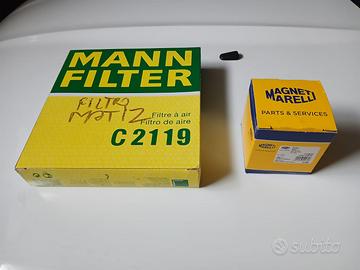 MANN
FILTER
FILTRO
MATIZ
Filtre à air
Filtro de aire
C 2119
MAGNETI
MARELLI
PARTS & SERVICES
subito